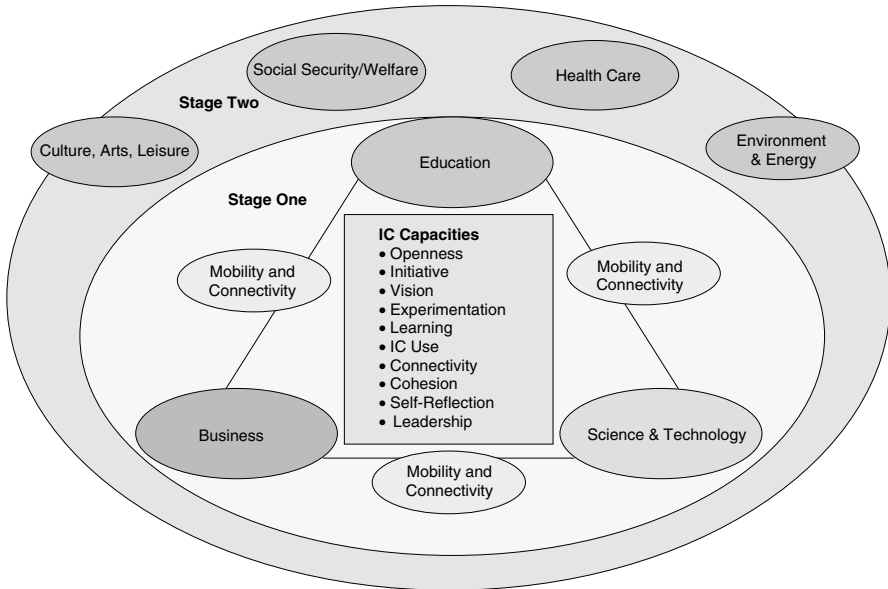 Social Security/Welfare
Health Care
Stage Two
Culture, Arts, Leisure
Environment
& Energy
Education
Stage One
IC Capacities
• Openness
• Initiative
• Vision
• Experimentation
• Learning
• IC Use
• Connectivity
• Cohesion
• Self-Reflection
• Leadership
Mobility and
Connectivity
Mobility and
Connectivity
Business
Science & Technology
Mobility and
Connectivity